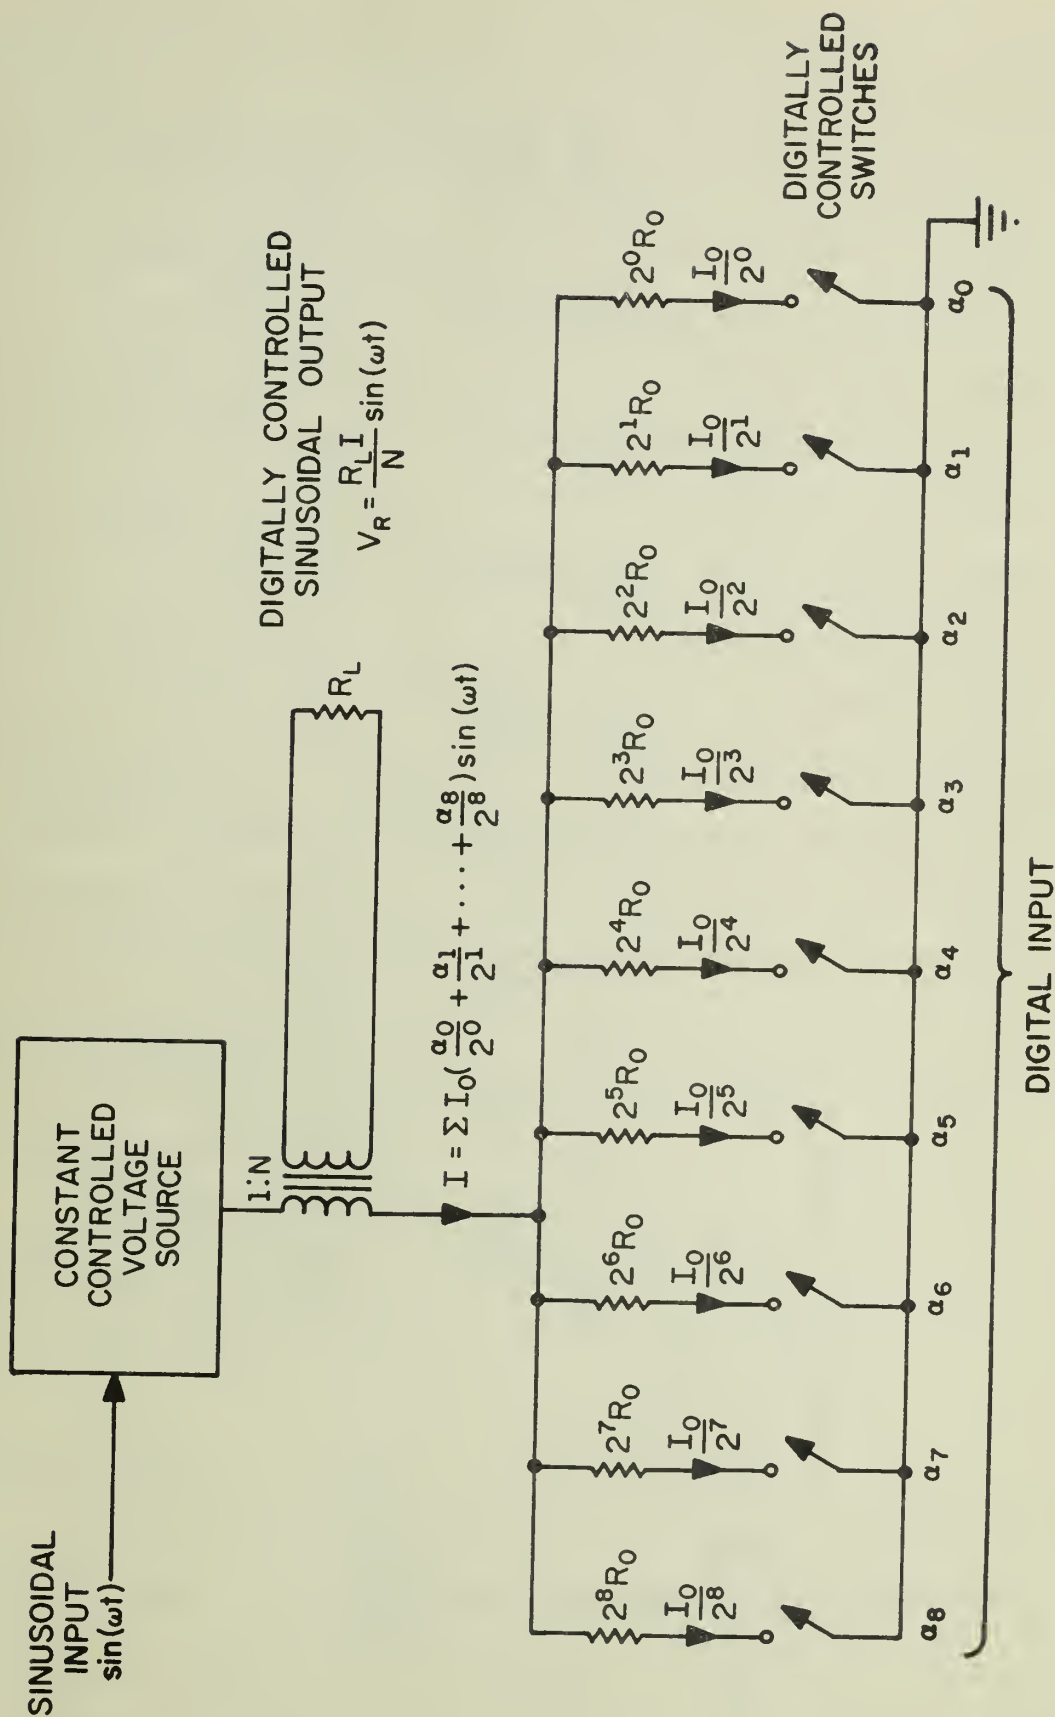 SINUSOIDAL
INPUT
sin(ωt)
CONSTANT
CONTROLLED
VOLTAGE
SOURCE
1:N
R_L
DIGITALLY CONTROLLED
SINUSOIDAL OUTPUT
V_R = R_L I / N sin(ωt)
I = Σ I_0 (α_0/2^0 + α_1/2^1 + .... + α_8/2^8) sin(ωt)
2^8R_0 2^7R_0 2^6R_0 2^5R_0 2^4R_0 2^3R_0 2^2R_0 2^1R_0 2^0R_0
I_0/2^8 I_0/2^7 I_0/2^6 I_0/2^5 I_0/2^4 I_0/2^3 I_0/2^2 I_0/2^1 I_0/2^0
DIGITALLY
CONTROLLED
SWITCHES
α_8 α_7 α_6 α_5 α_4 α_3 α_2 α_1 α_0
DIGITAL INPUT